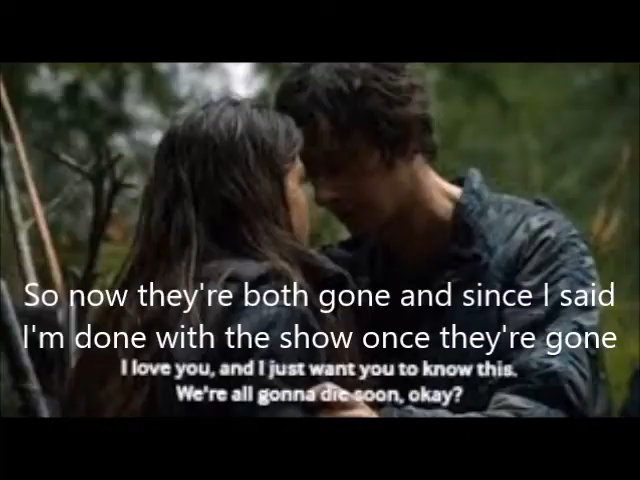 So now they're both gone and since I said
I'm done with the show once they're gone
I love you, and I just want you to know this.
We're all gonna die soon, okay?